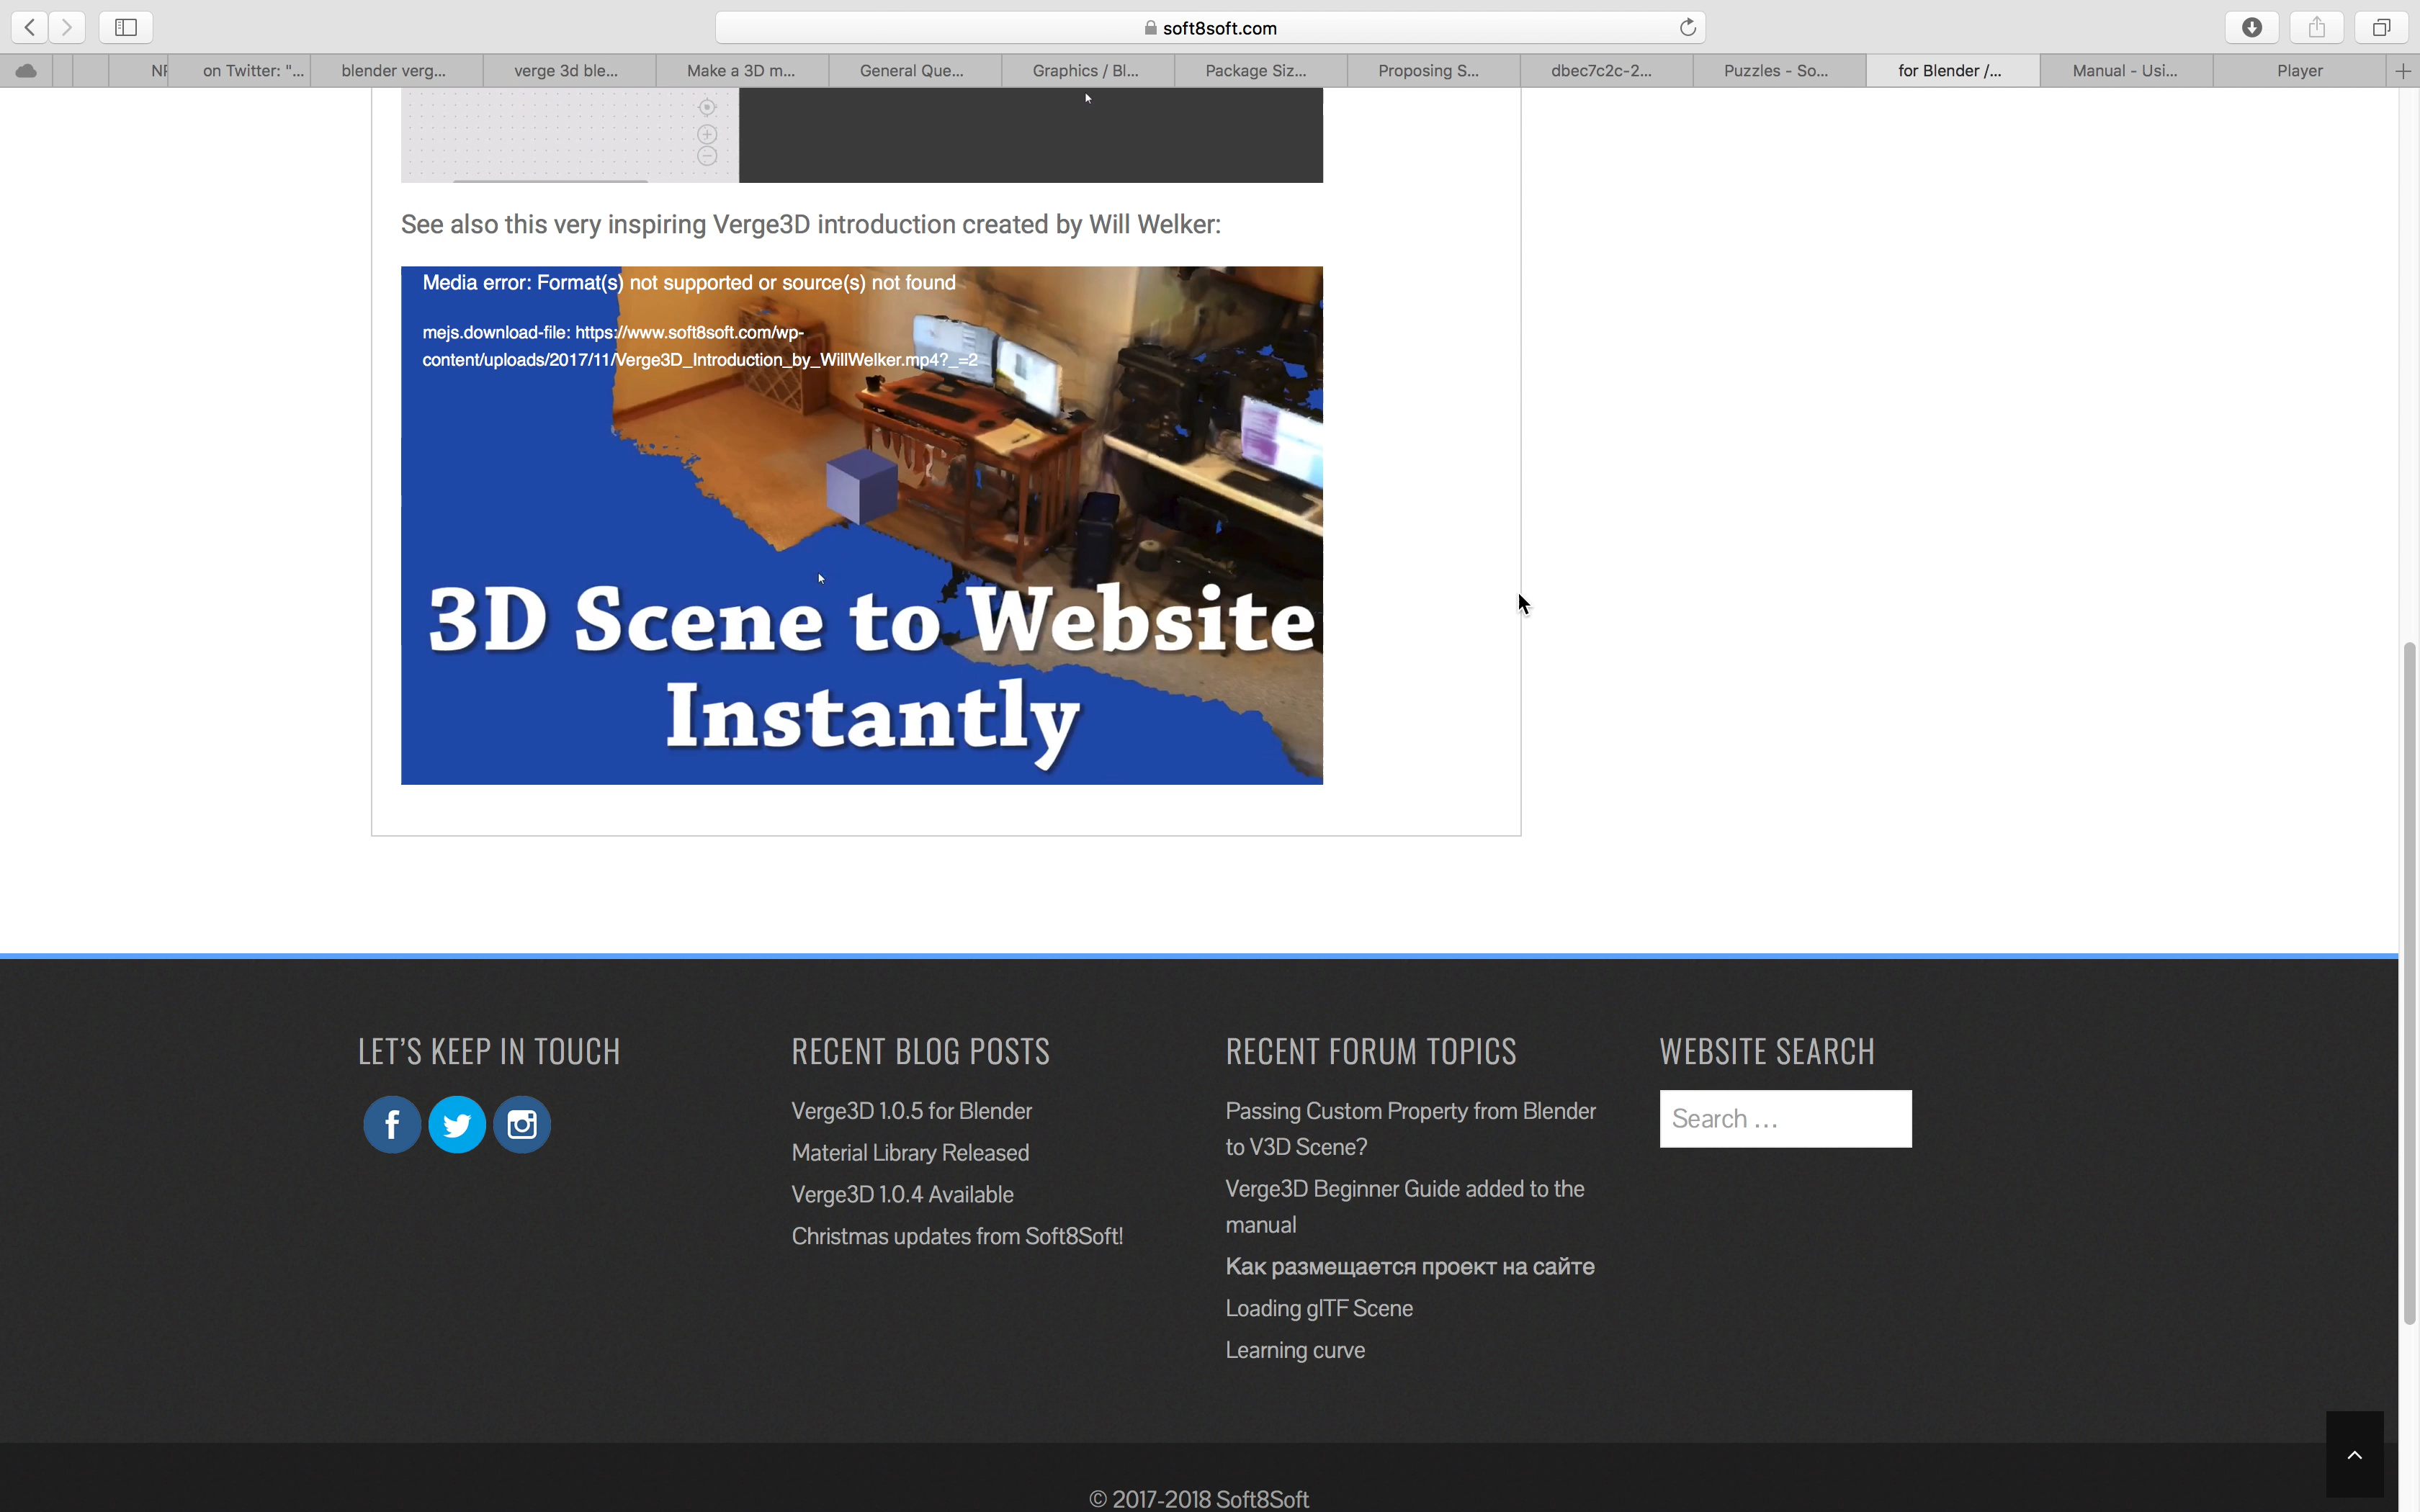 soft8soft.com
on Twitter: "...
blender verg...
verge 3d ble...
Make a 3D m...
General Que...
Graphics / Bl...
Package Siz...
Proposing S...
dbec7c2c-2...
Puzzles - So...
for Blender /...
Manual - Usi...
Player
See also this very inspiring Verge3D introduction created by Will Welker:
Media error: Format(s) not supported or source(s) not found
mejs.download-file: https://www.soft8soft.com/wp-
content/uploads/2017/11/Verge3D_Introduction_by_WillWelker.mp4?_=2
3D Scene to Website
Instantly
LET'S KEEP IN TOUCH
RECENT BLOG POSTS
Verge3D 1.0.5 for Blender
Material Library Released
Verge3D 1.0.4 Available
Christmas updates from Soft8Soft!
RECENT FORUM TOPICS
Passing Custom Property from Blender
to V3D Scene?
Verge3D Beginner Guide added to the
manual
Как размещается проект на сайте
Loading glTF Scene
Learning curve
WEBSITE SEARCH
Search ...
© 2017-2018 Soft8Soft